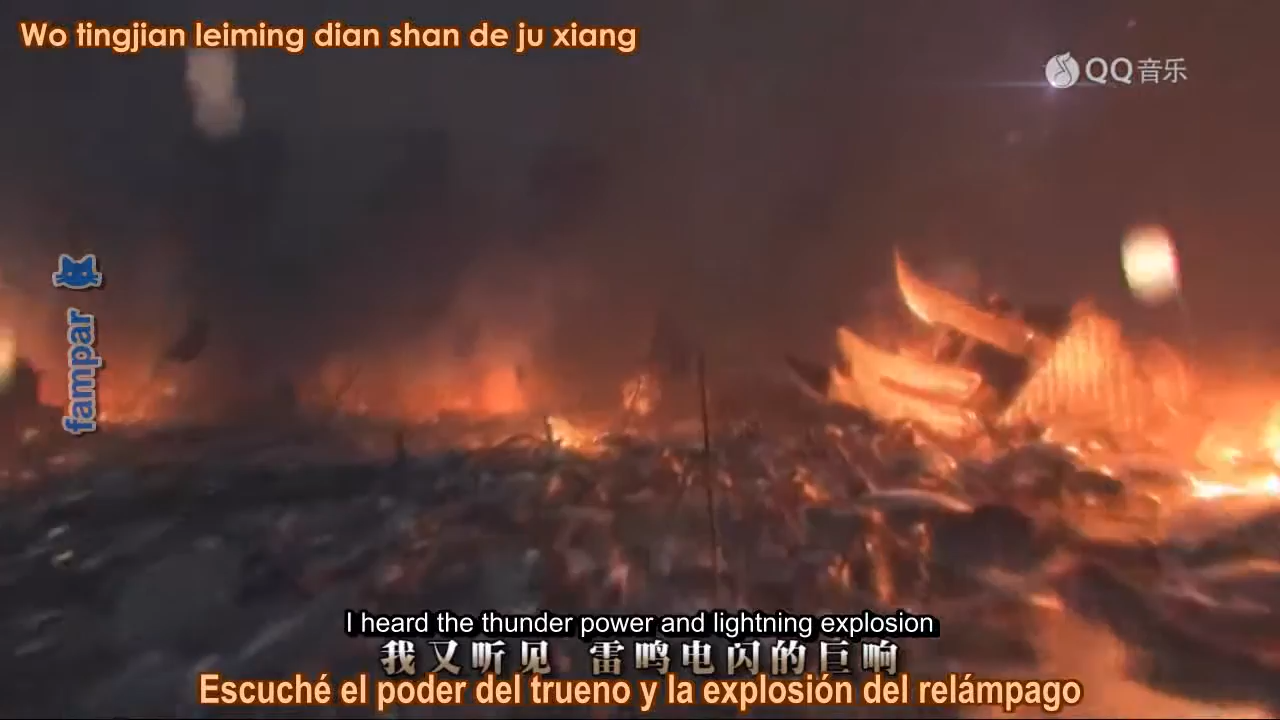 Wo tingjian leiming dian shan de ju xiang
QQ音乐
fampar
I heard the thunder power and lightning explosion
我又听见 雷鸣电闪的巨响
Escuché el poder del trueno y la explosión del relámpago